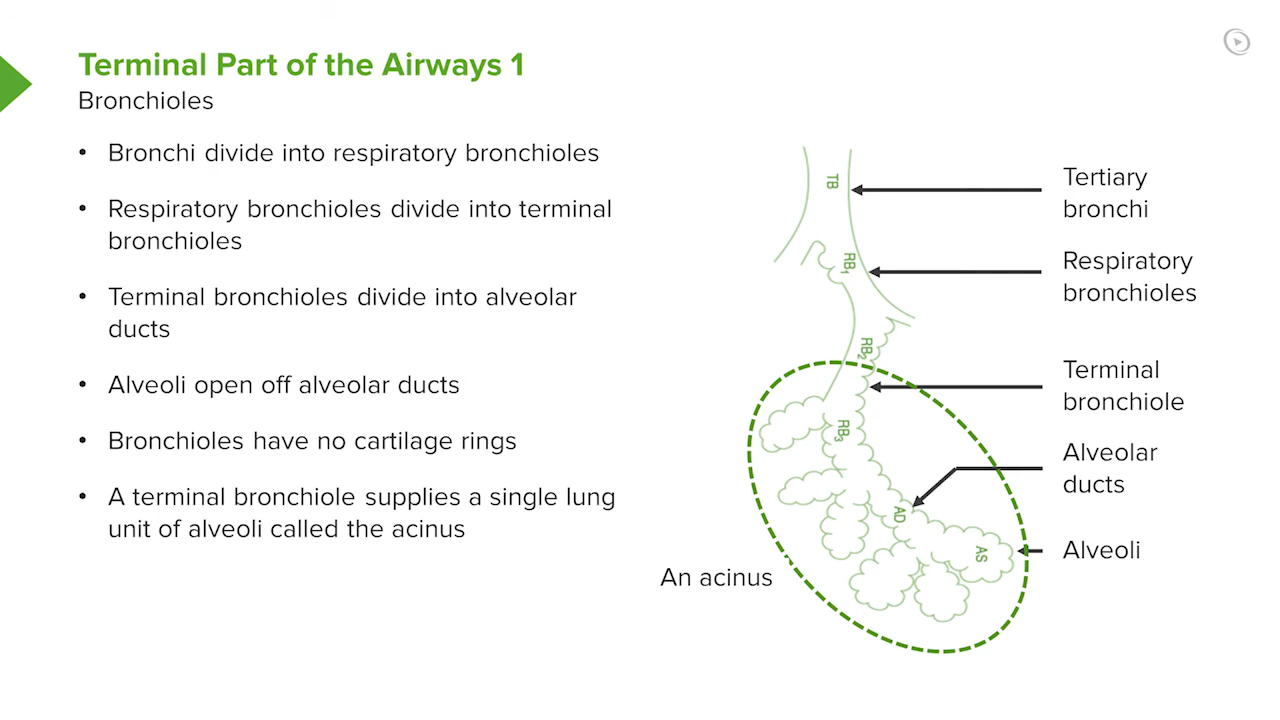 Terminal Part of the Airways 1
Bronchioles
• Bronchi divide into respiratory bronchioles
• Respiratory bronchioles divide into terminal
bronchioles
• Terminal bronchioles divide into alveolar
ducts
• Alveoli open off alveolar ducts
• Bronchioles have no cartilage rings
• A terminal bronchiole supplies a single lung
unit of alveoli called the acinus
TB
RB1
RB2
RB3
AD
AS
An acinus
Tertiary
bronchi
Respiratory
bronchioles
Terminal
bronchiole
Alveolar
ducts
Alveoli